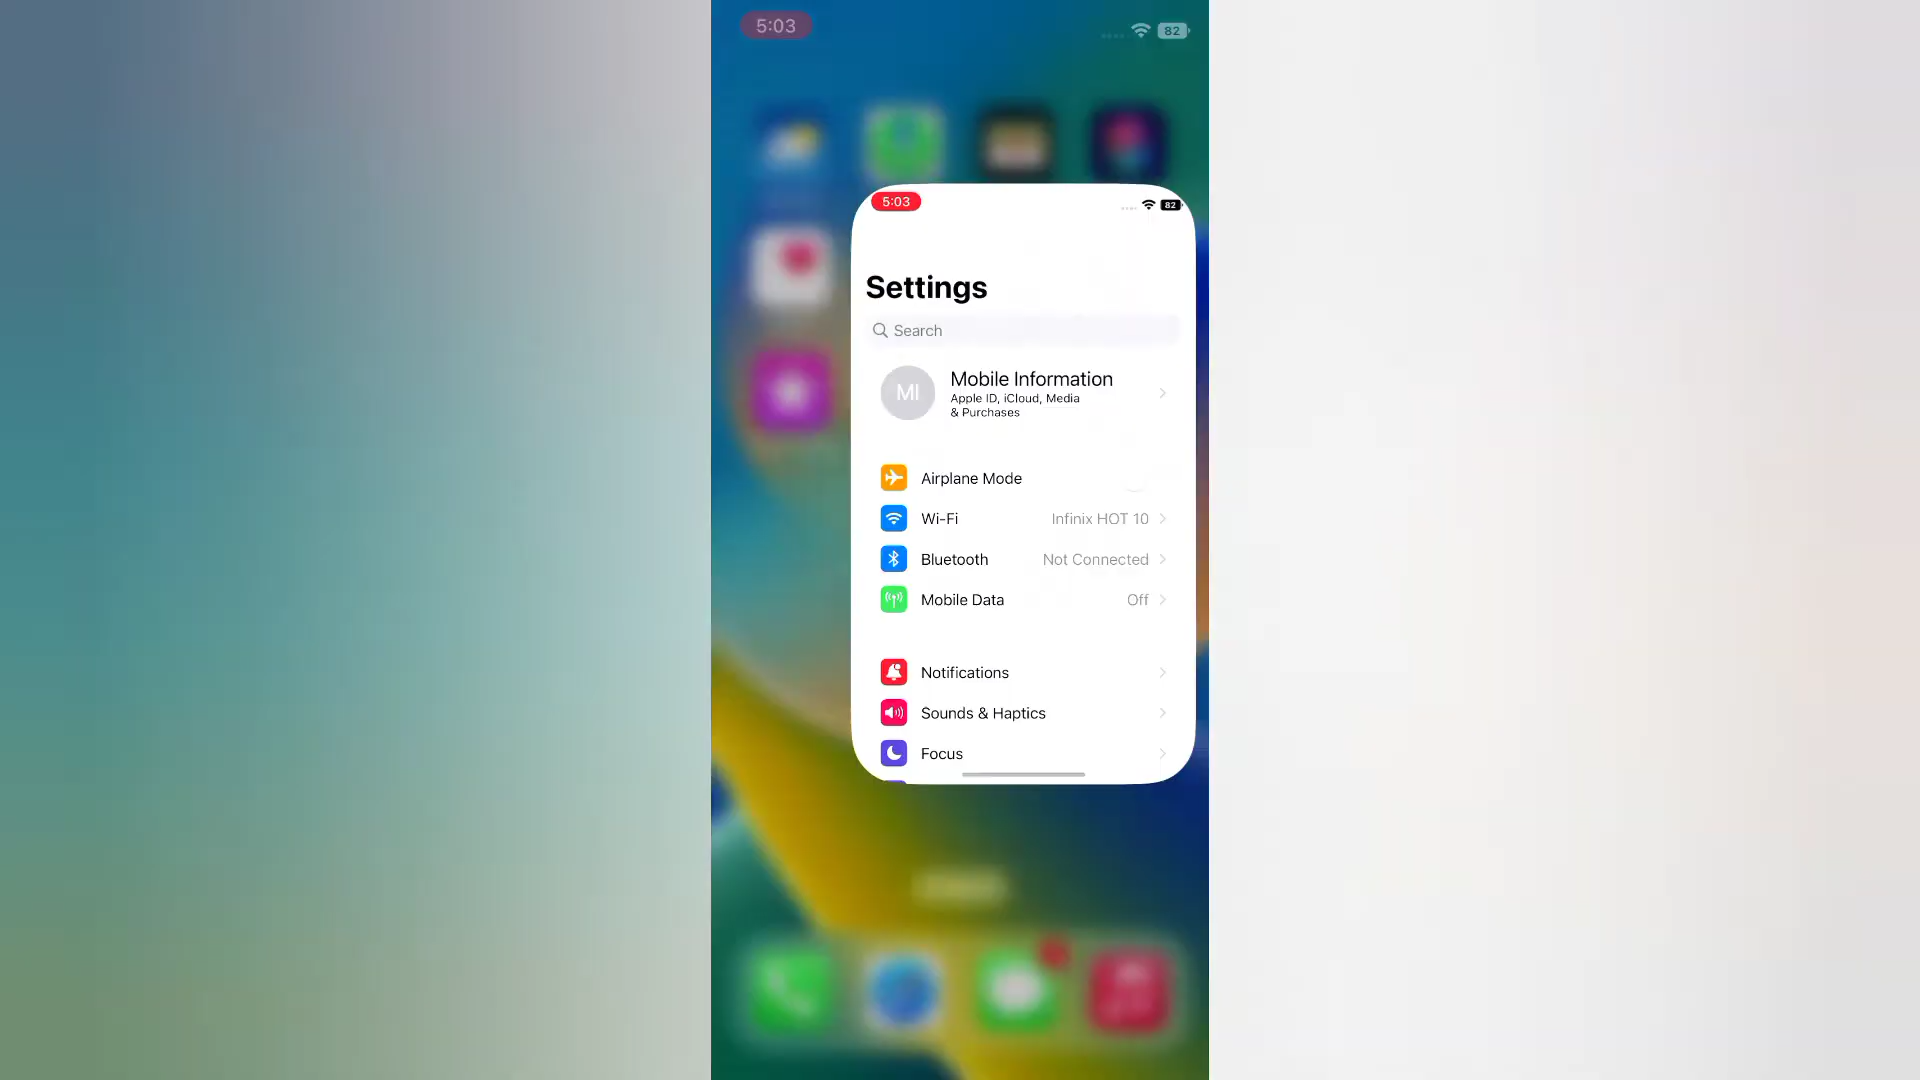 5:03
82
5:03
82
Settings
Search
MI
Mobile Information
Apple ID, iCloud, Media
& Purchases
Airplane Mode
Wi-Fi
Infinix HOT 10
Bluetooth
Not Connected
Mobile Data
Off
Notifications
Sounds & Haptics
Focus